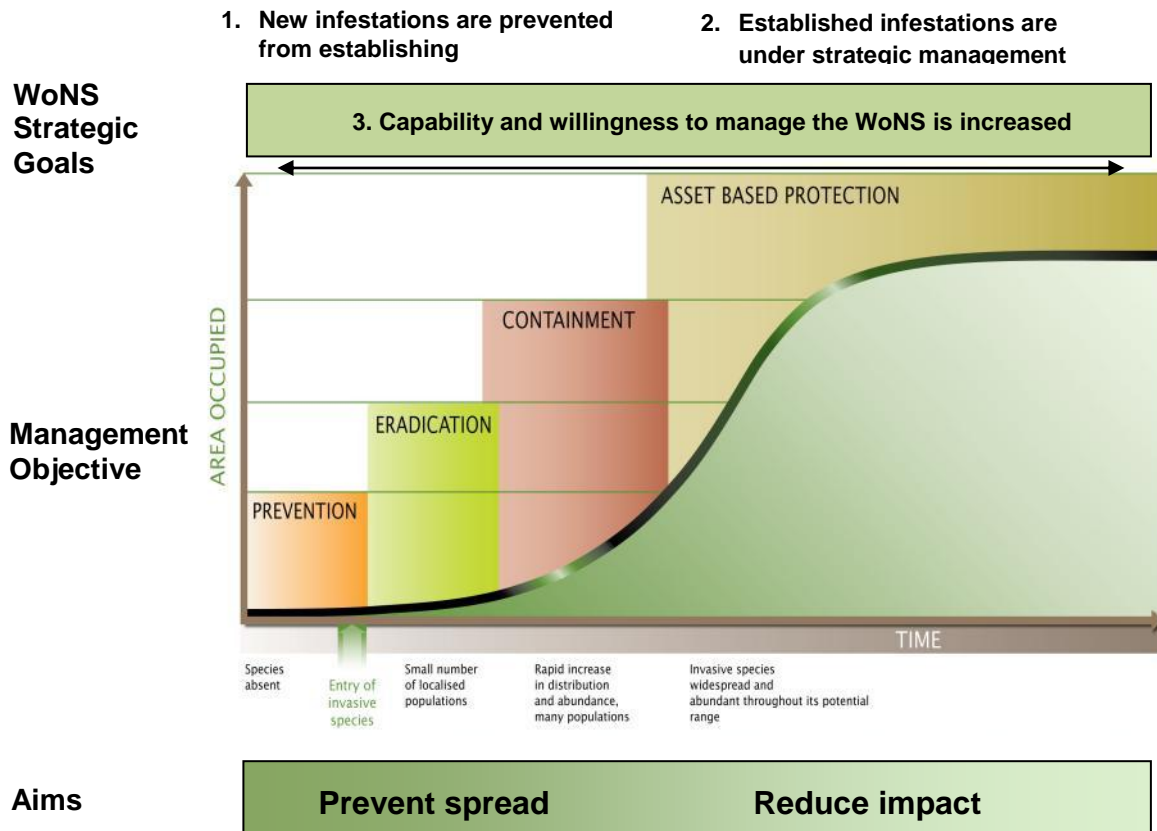 1. New infestations are prevented
from establishing
2. Established infestations are
under strategic management
WoNS
Strategic
Goals
3. Capability and willingness to manage the WoNS is increased
ASSET BASED PROTECTION
CONTAINMENT
ERADICATION
PREVENTION
AREA OCCUPIED
Management
Objective
TIME
Species
absent
Entry of
invasive
species
Small number
of localised
populations
Rapid increase
in distribution
and abundance,
many populations
Invasive species
widespread and
abundant throughout its potential
range
Aims
Prevent spread
Reduce impact